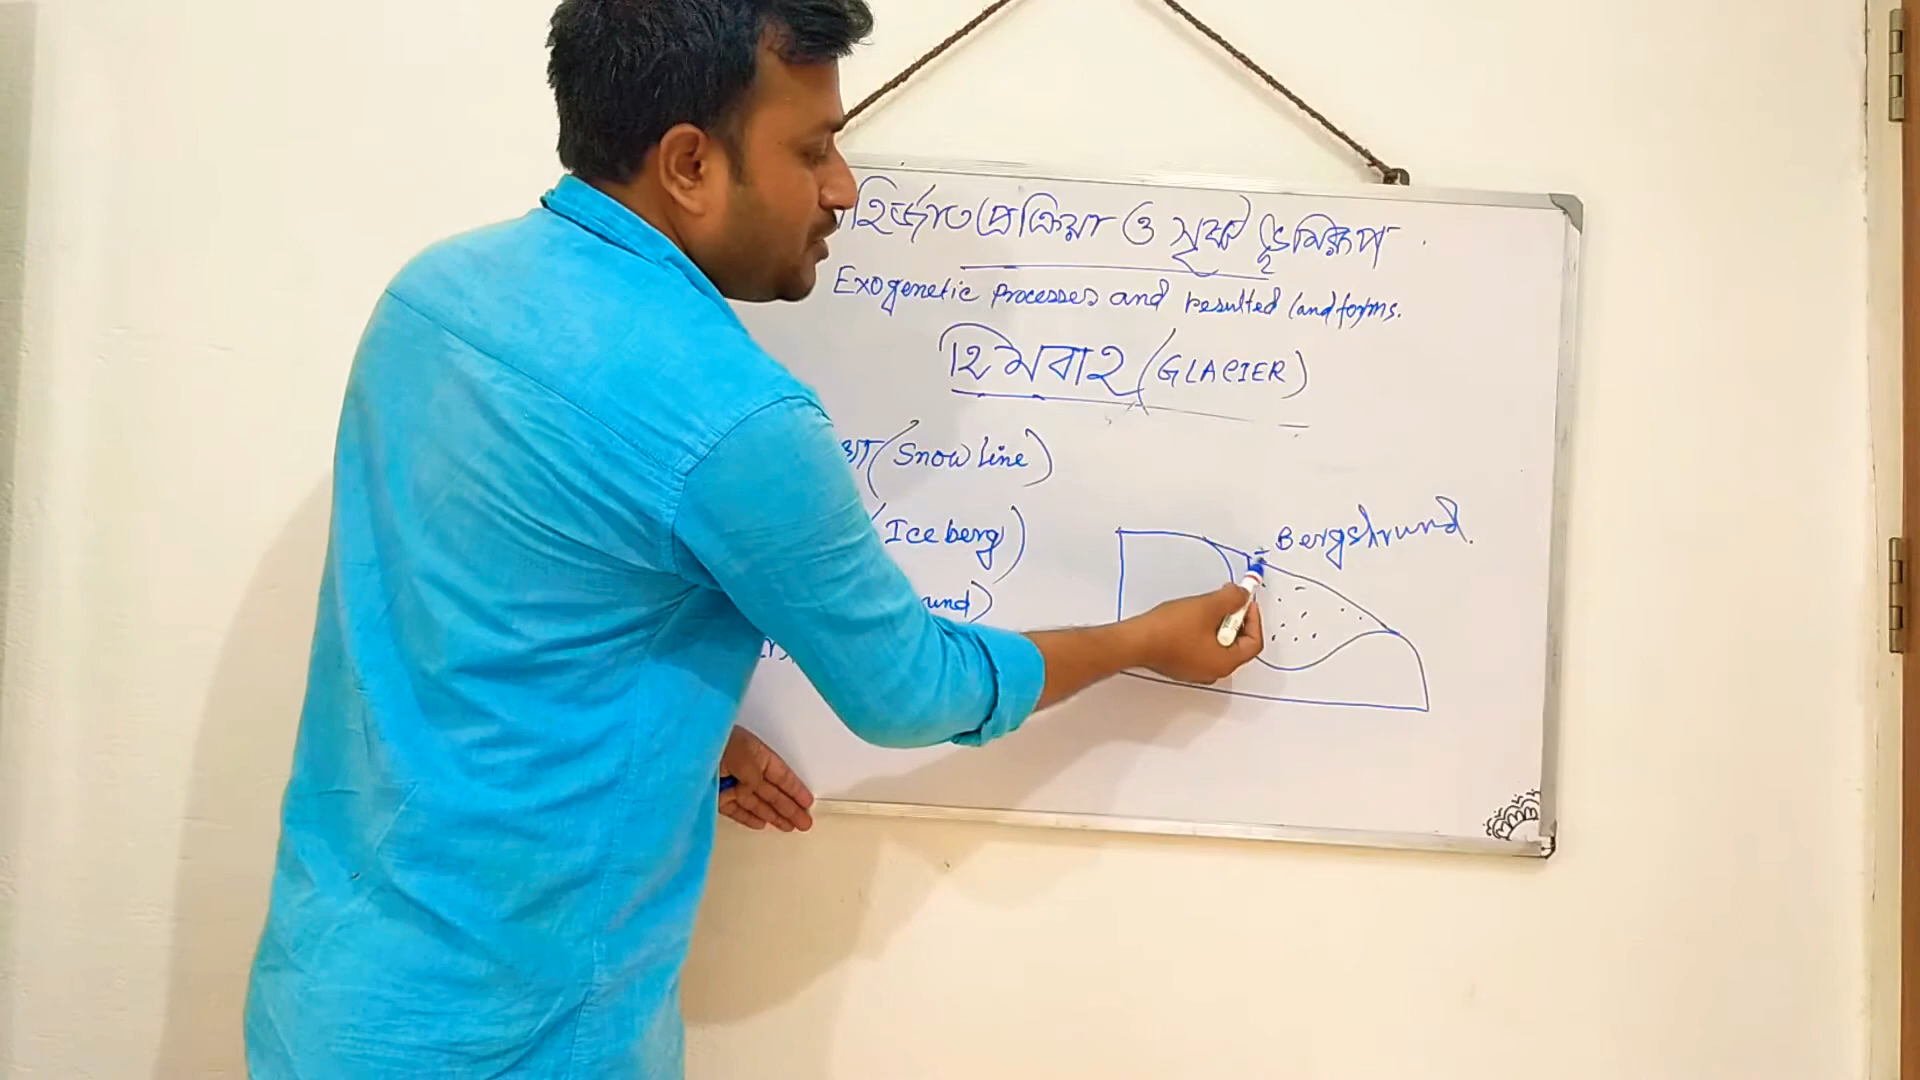 হির্জাত প্রক্রিয়া ও সৃষ্ট ভূমিরূপ
Exogenetic Processes and resulted landforms.
হিমবাহ (GLACIER)
(Snow line)
(Ice berg)
Bergshrund.
und)